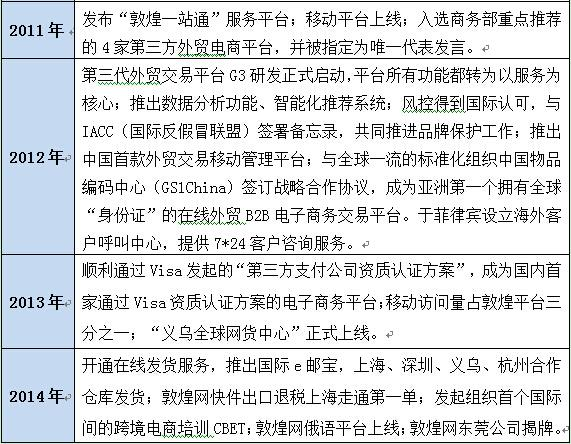 2011年
发布“敦煌一站通”服务平台；移动平台上线；入选商务部重点推荐
的4家第三方外贸电商平台，并被指定为唯一代表发言。
2012年
第三代外贸交易平台G3研发正式启动，平台所有功能都转为以服务为
核心；推出数据分析功能、智能化推荐系统；风控得到国际认可，与
IACC（国际反假冒联盟）签署备忘录，共同推进品牌保护工作；推出
中国首款外贸交易移动管理平台；与全球一流的标准化组织中国物品
编码中心（GS1China）签订战略合作协议，成为亚洲第一个拥有全球
“身份证”的在线外贸B2B电子商务交易平台。于菲律宾设立海外客
户呼叫中心，提供7*24客户咨询服务。
2013年
顺利通过Visa发起的“第三方支付公司资质认证方案”，成为国内首
家通过Visa资质认证方案的电子商务平台；移动访问量占敦煌平台三
分之一；“义乌全球网货中心”正式上线。
2014年
开通在线发货服务，推出国际e邮宝，上海、深圳、义乌、杭州合作
仓库发货；敦煌网快件出口退税上海走通第一单；发起组织首个国际
间的跨境电商培训CBET；敦煌网俄语平台上线；敦煌网东莞公司揭牌。